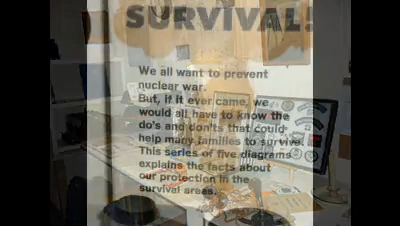 SURVIVAL!
We all want to prevent
nuclear war.
But, if it ever came, we
would all have to know the
do's and don'ts that could
help many families to survive.
This series of five diagrams
explains the facts about
our protection in the
survival areas.